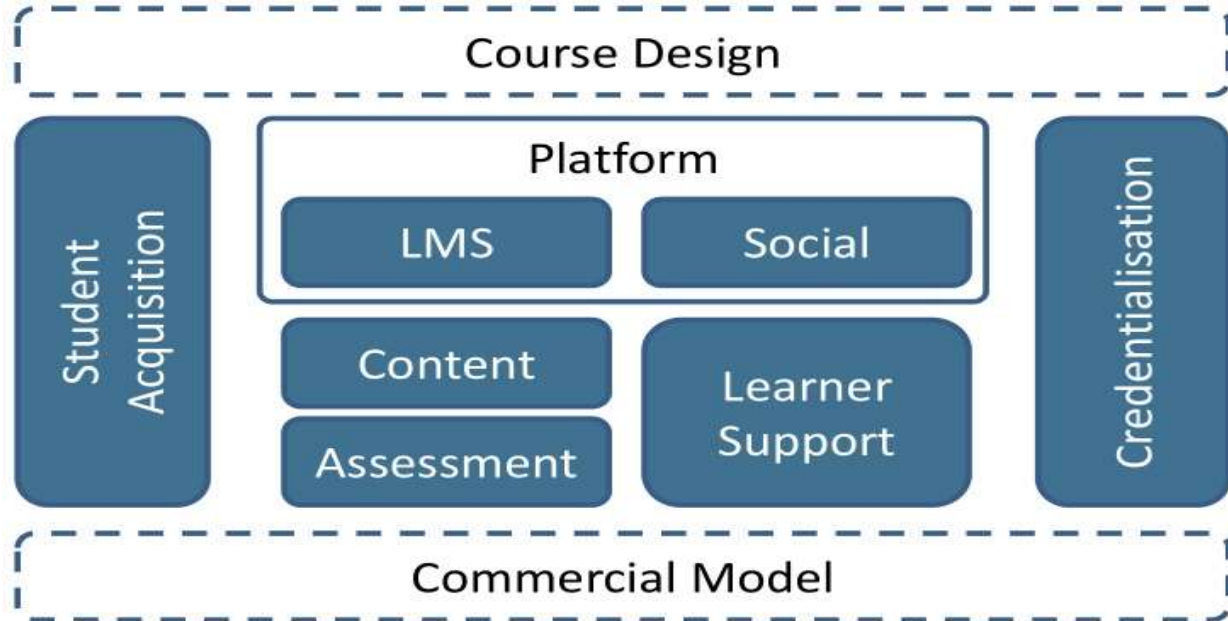 Course Design
Student
Acquisition
Platform
LMS
Social
Content
Assessment
Learner
Support
Credentialisation
Commercial Model